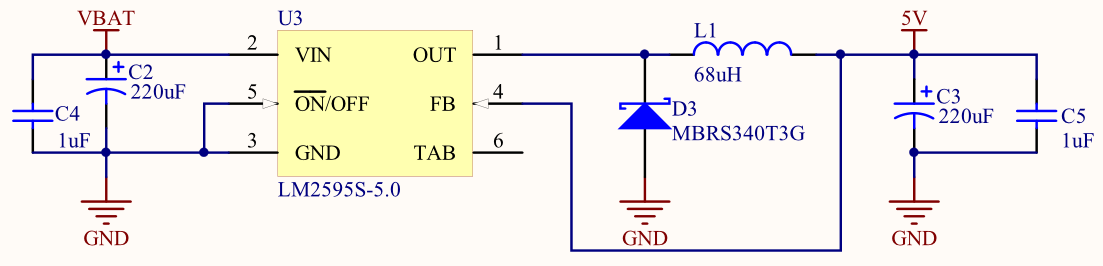 VBAT
U3
5V
2
VIN
OUT
1
L1
68uH
+
C2
220uF
5
ON/OFF
FB
4
D3
MBRS340T3G
+
C3
220uF
C4
1uF
C5
1uF
3
GND
TAB
6
LM2595S-5.0
GND
GND
GND